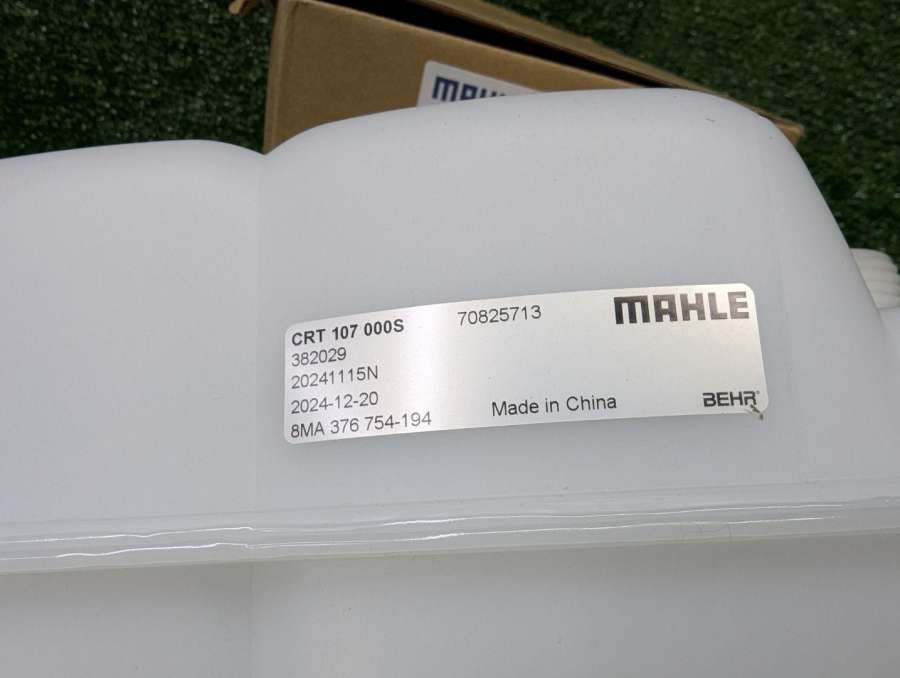 MAHLE
CRT 107 000S
70825713
MAHLE
382029
20241115N
2024-12-20
8MA 376 754-194
Made in China
BEHR®